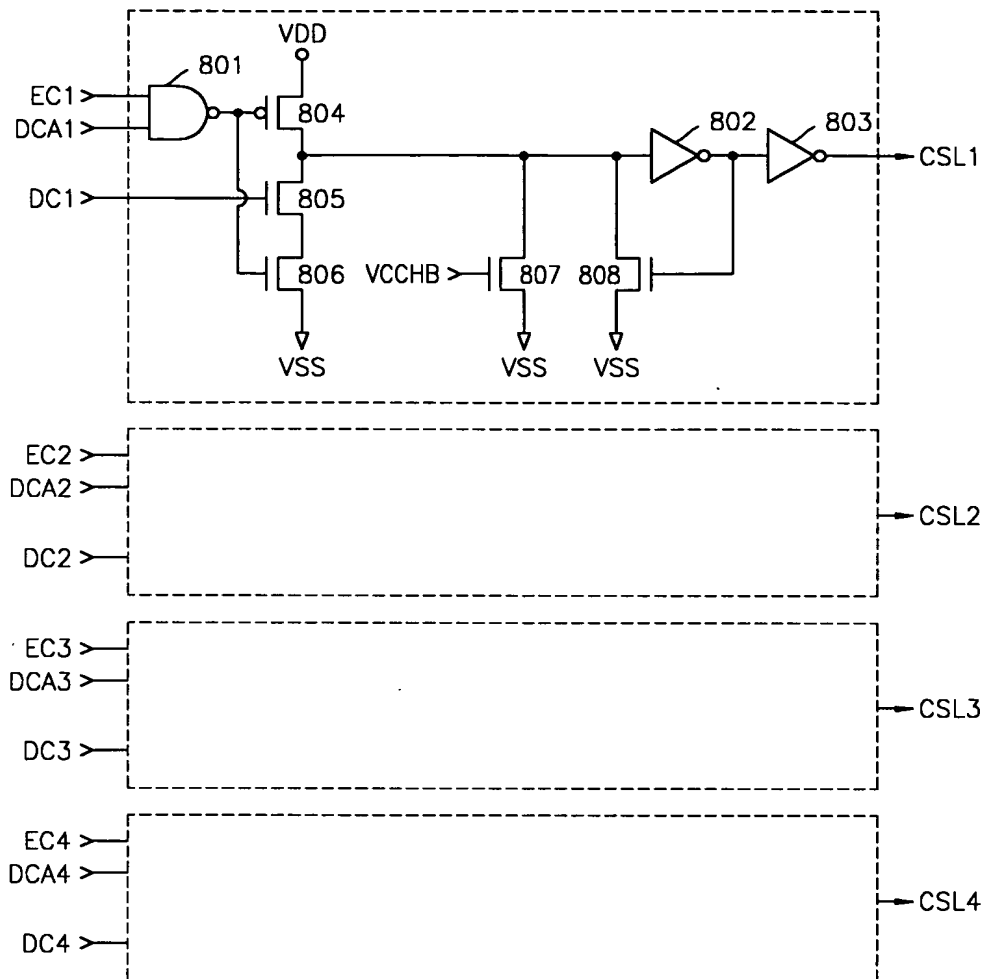 VDD
801
EC1
804
802
803
DCA1
CSL1
DC1
805
806
VCCHB
807
808
VSS
VSS
VSS
EC2
DCA2
CSL2
DC2
EC3
DCA3
CSL3
DC3
EC4
DCA4
CSL4
DC4